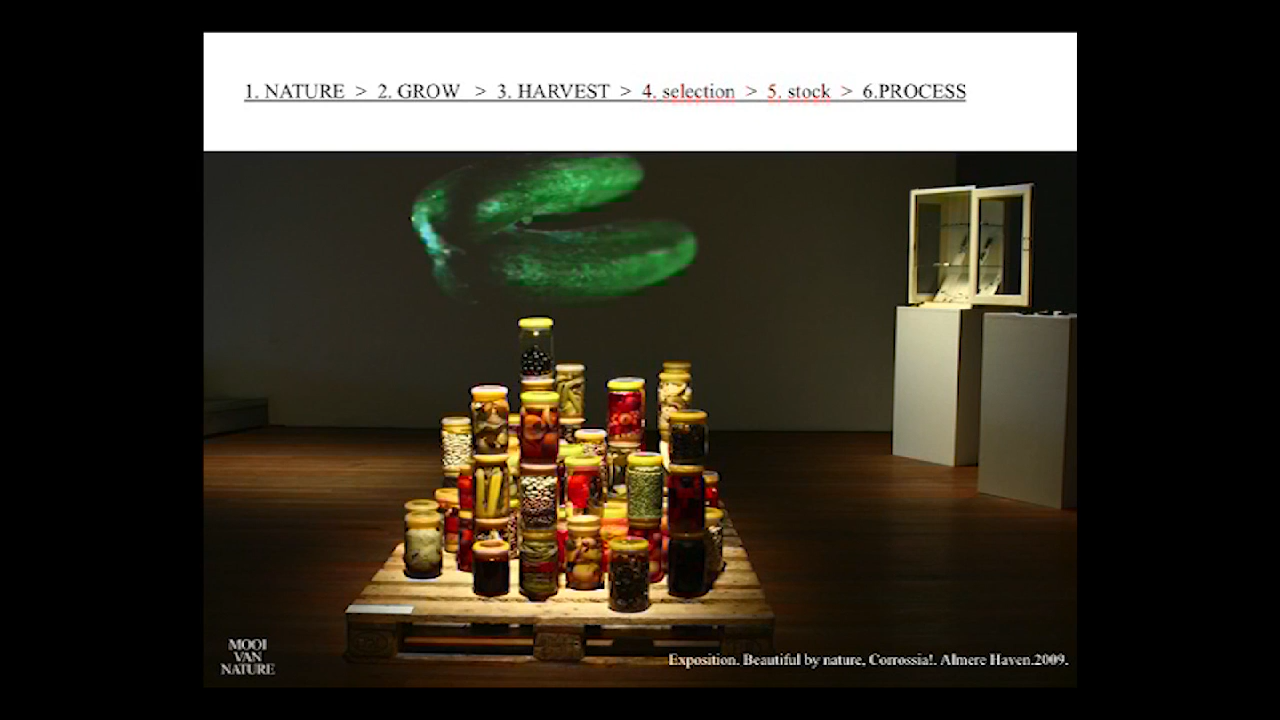 1. NATURE > 2. GROW > 3. HARVEST > 4. selection > 5. stock > 6.PROCESS
MOOI
VAN
NATURE
Exposition. Beautiful by nature, Corrossia!. Almere Haven.2009.